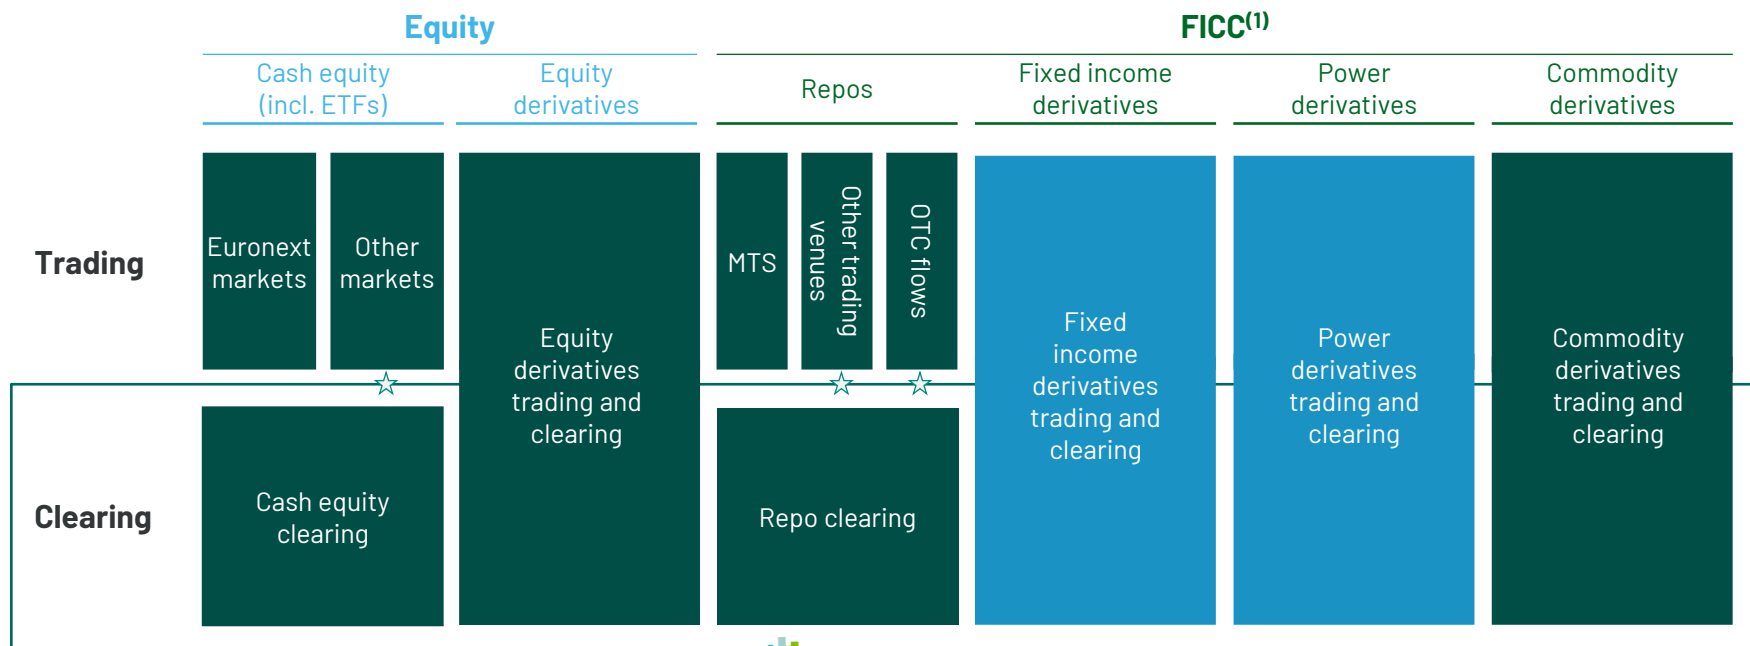 Equity
FICC(1)
Cash equity
(incl. ETFs)
Equity
derivatives
Repos
Fixed income
derivatives
Power
derivatives
Commodity
derivatives
Trading
Euronext
markets
Other
markets
Equity
derivatives
trading and
clearing
MTS
Other trading
venues
OTC flows
Fixed
income
derivatives
trading and
clearing
Power
derivatives
trading and
clearing
Commodity
derivatives
trading and
clearing
Clearing
Cash equity
clearing
Repo clearing